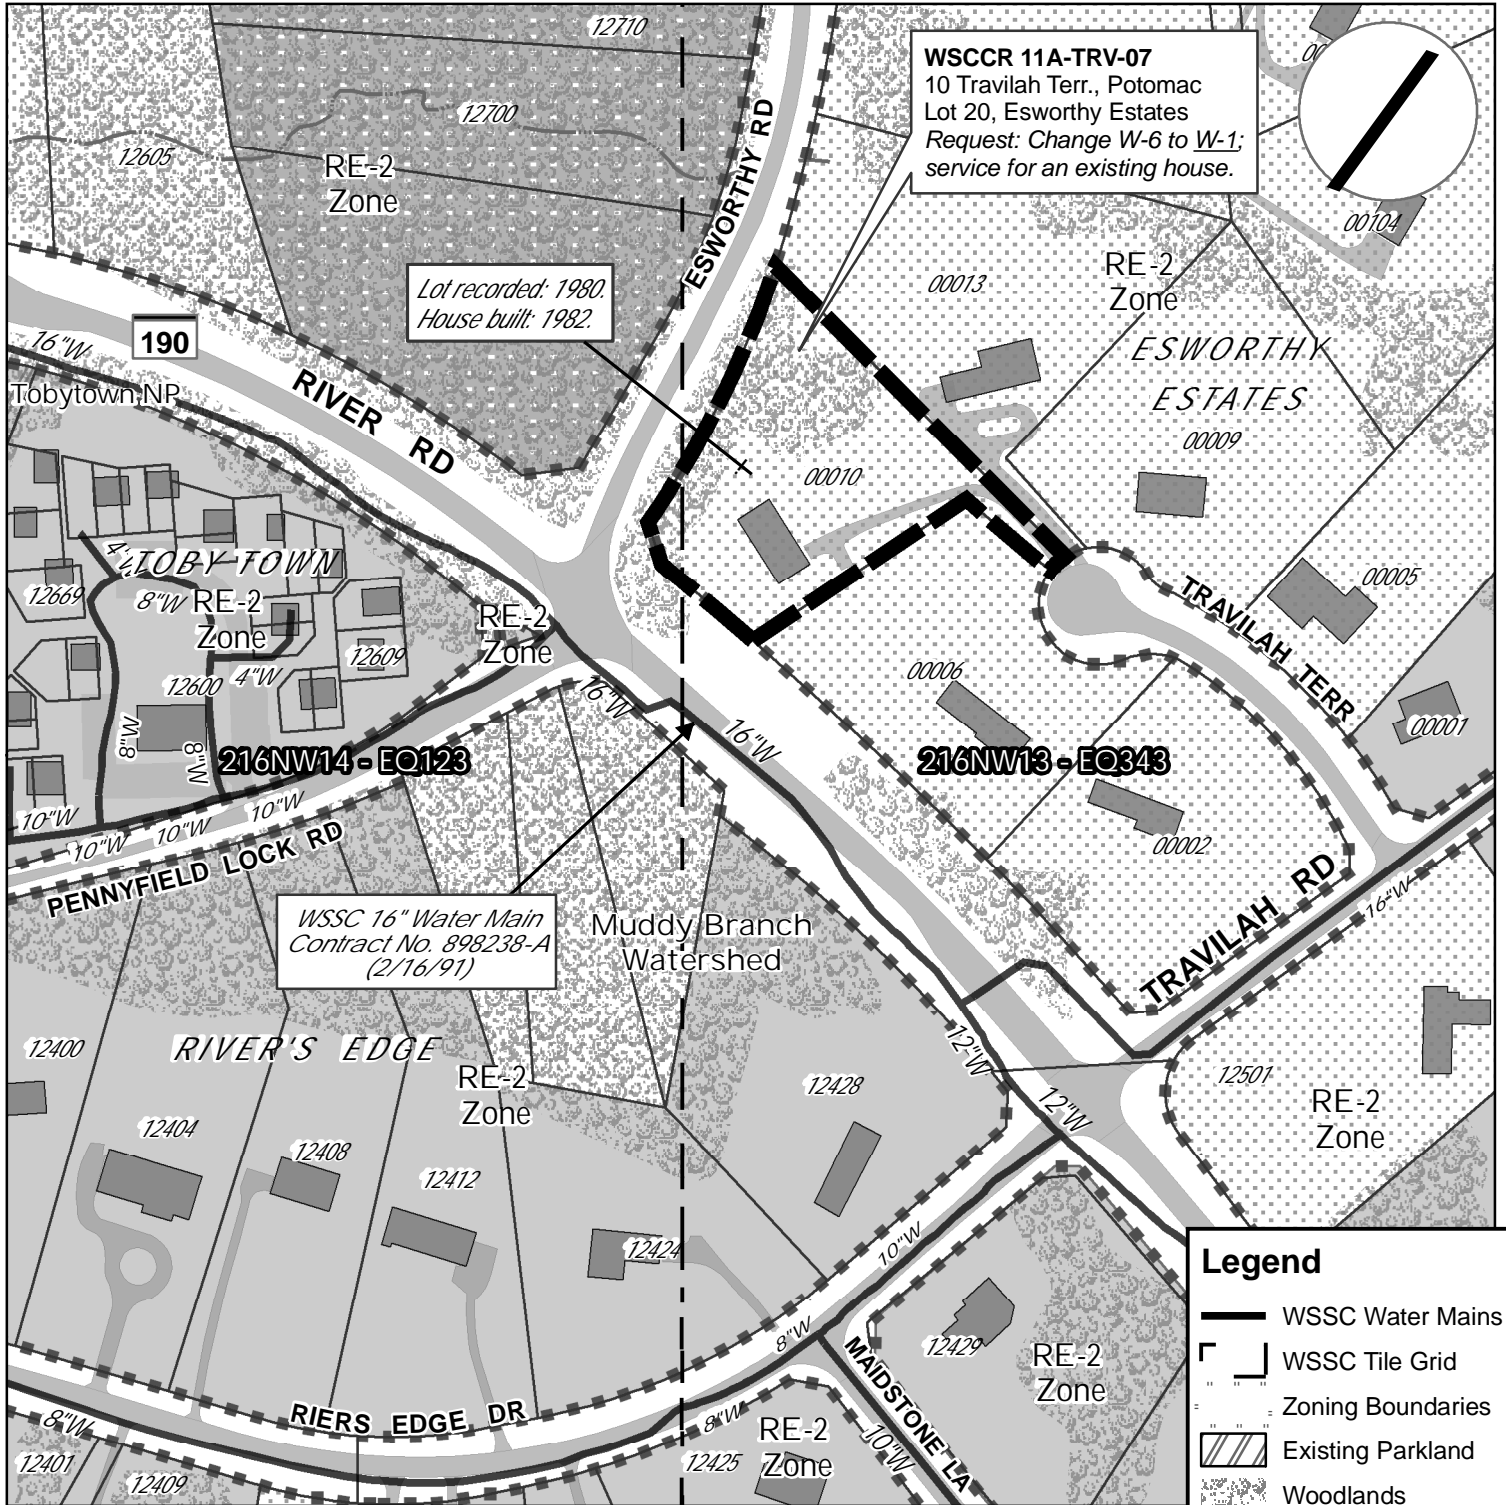 12710
WSCCR 11A-TRV-07
10 Travilah Terr., Potomac
Lot 20, Esworthy Estates
Request: Change W-6 to W-1;
service for an existing house.
12700
12605
RE-2
Zone
ESWORTHY RD
00104
RE-2
Zone
00013
Lot recorded: 1980.
House built: 1982.
190
16"W
Tobytown NP
RIVER RD
ESWORTHY
ESTATES
00009
00010
4"W
TOBY TOWN
12669
8"W
RE-2
Zone
RE-2
Zone
12609
4"W
12600
8"W
8"W
TRAVILAH TERR
00005
00006
00001
16"W
16"W
216NW14 - EQ123
216NW13 - EQ343
10"W
10"W
10"W
10"W
PENNYFIELD LOCK RD
00002
TRAVILAH RD
16"W
WSSC 16" Water Main
Contract No. 898238-A
(2/16/91)
Muddy Branch
Watershed
RIVER'S EDGE
12400
RE-2
Zone
12"W
12428
12"W
12501
RE-2
Zone
12404
12408
12412
12424
10"W
8"W
12429
RE-2
Zone
MAIDSTONE LA
10"W
RIERS EDGE DR
8"W
8"W
RE-2
Zone
12425
12401
12409
Legend
WSSC Water Mains
WSSC Tile Grid
Zoning Boundaries
Existing Parkland
Woodlands